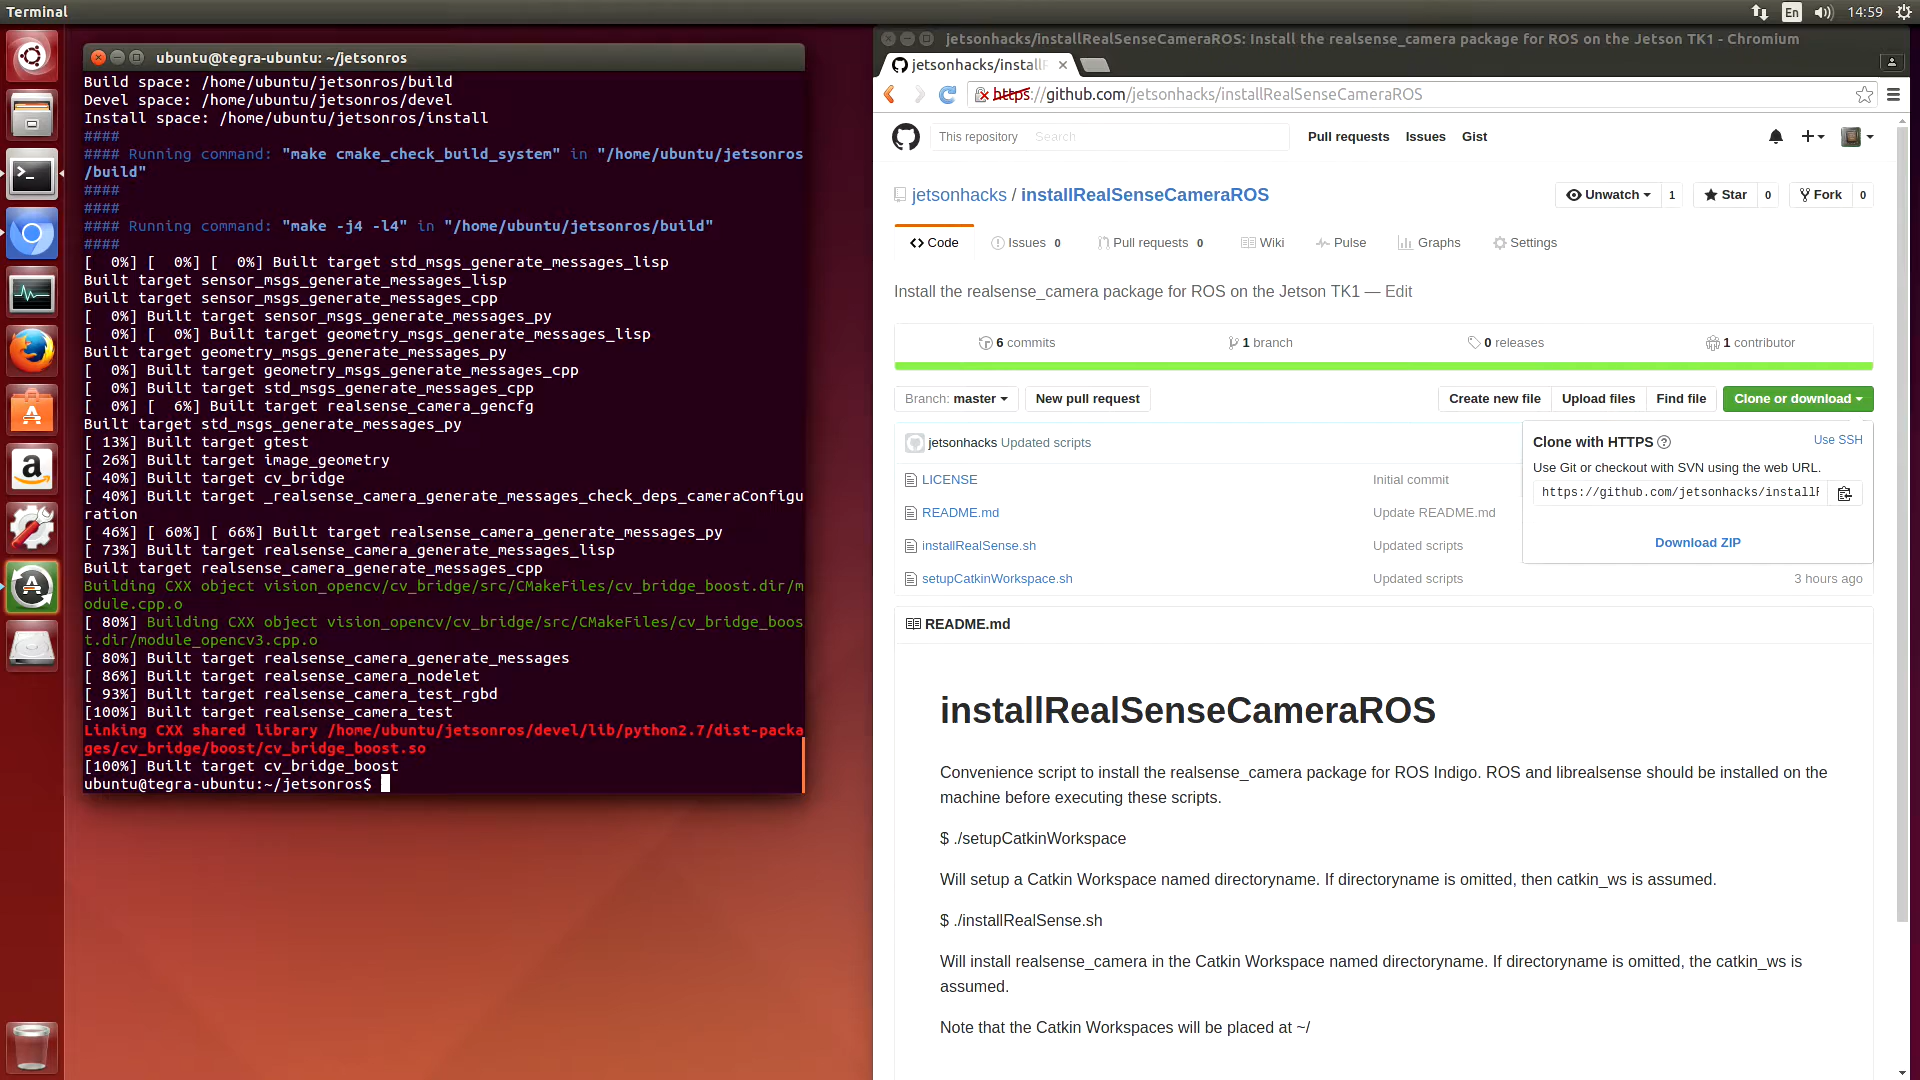 Terminal
En
14:59
ubuntu@tegra-ubuntu: ~/jetsonros
Build space: /home/ubuntu/jetsonros/build
Devel space: /home/ubuntu/jetsonros/devel
Install space: /home/ubuntu/jetsonros/install
####
#### Running command: "make cmake_check_build_system" in "/home/ubuntu/jetsonros
/build"
####
####
#### Running command: "make -j4 -l4" in "/home/ubuntu/jetsonros/build"
####
[  0%] [  0%] [  0%] Built target std_msgs_generate_messages_lisp
Built target sensor_msgs_generate_messages_lisp
Built target sensor_msgs_generate_messages_cpp
[  0%] Built target sensor_msgs_generate_messages_py
[  0%] [  0%] Built target geometry_msgs_generate_messages_lisp
Built target geometry_msgs_generate_messages_py
[  0%] Built target geometry_msgs_generate_messages_cpp
[  0%] Built target std_msgs_generate_messages_cpp
[  0%] [  6%] Built target realsense_camera_gencfg
Built target std_msgs_generate_messages_py
[ 13%] Built target gtest
[ 26%] Built target image_geometry
[ 40%] Built target cv_bridge
[ 40%] Built target _realsense_camera_generate_messages_check_deps_cameraConfigu
ration
[ 46%] [ 60%] [ 66%] Built target realsense_camera_generate_messages_py
[ 73%] Built target realsense_camera_generate_messages_lisp
Built target realsense_camera_generate_messages_cpp
Building CXX object vision_opencv/cv_bridge/src/CMakeFiles/cv_bridge_boost.dir/m
odule.cpp.o
[ 80%] Building CXX object vision_opencv/cv_bridge/src/CMakeFiles/cv_bridge_boos
t.dir/module_opencv3.cpp.o
[ 80%] Built target realsense_camera_generate_messages
[ 86%] Built target realsense_camera_nodelet
[ 93%] Built target realsense_camera_test_rgbd
[100%] Built target realsense_camera_test
Linking CXX shared library /home/ubuntu/jetsonros/devel/lib/python2.7/dist-packa
ges/cv_bridge/boost/cv_bridge_boost.so
[100%] Built target cv_bridge_boost
ubuntu@tegra-ubuntu:~/jetsonros$
jetsonhacks/installRealSenseCameraROS: Install the realsense_camera package for ROS on the Jetson TK1 - Chromium
jetsonhacks/install
https://github.com/jetsonhacks/installRealSenseCameraROS
This repository Search Pull requests Issues Gist
jetsonhacks / installRealSenseCameraROS
Unwatch 1 Star 0 Fork 0
Code Issues 0 Pull requests 0 Wiki Pulse Graphs Settings
Install the realsense_camera package for ROS on the Jetson TK1 — Edit
6 commits 1 branch 0 releases 1 contributor
Branch: master New pull request Create new file Upload files Find file Clone or download
jetsonhacks Updated scripts
Clone with HTTPS Use SSH
Use Git or checkout with SVN using the web URL.
https://github.com/jetsonhacks/install
Download ZIP
LICENSE Initial commit
README.md Update README.md
installRealSense.sh Updated scripts
setupCatkinWorkspace.sh Updated scripts 3 hours ago
README.md
installRealSenseCameraROS
Convenience script to install the realsense_camera package for ROS Indigo. ROS and librealsense should be installed on the
machine before executing these scripts.
$ ./setupCatkinWorkspace
Will setup a Catkin Workspace named directoryname. If directoryname is omitted, then catkin_ws is assumed.
$ ./installRealSense.sh
Will install realsense_camera in the Catkin Workspace named directoryname. If directoryname is omitted, the catkin_ws is
assumed.
Note that the Catkin Workspaces will be placed at ~/